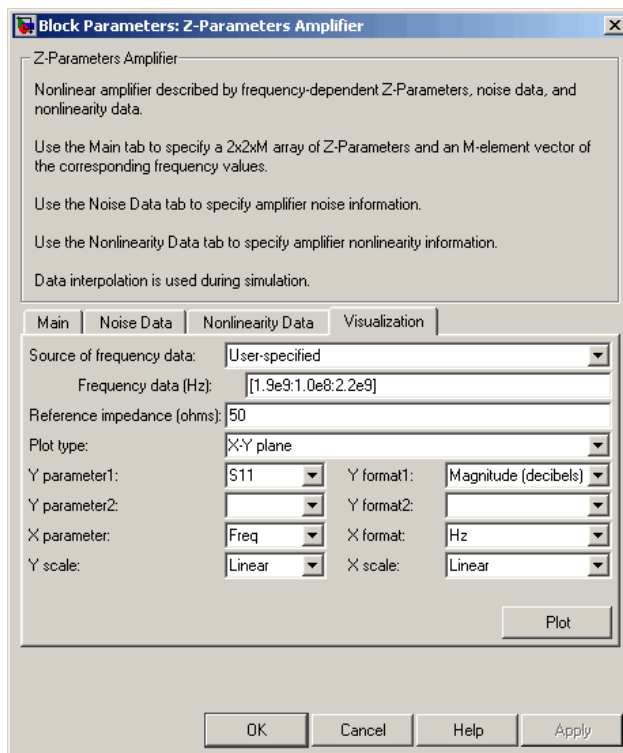 Block Parameters: Z-Parameters Amplifier
Z-Parameters Amplifier
Nonlinear amplifier described by frequency-dependent Z-Parameters, noise data, and
nonlinearity data.
Use the Main tab to specify a 2x2xM array of Z-Parameters and an M-element vector of
the corresponding frequency values.
Use the Noise Data tab to specify amplifier noise information.
Use the Nonlinearity Data tab to specify amplifier nonlinearity information.
Data interpolation is used during simulation.
Main Noise Data Nonlinearity Data Visualization
Source of frequency data: User-specified
Frequency data (Hz): [1.9e9:1.0e8:2.2e9]
Reference impedance (ohms): 50
Plot type: X-Y plane
Y parameter1: S11 Y format1: Magnitude (decibels)
Y parameter2: Y format2:
X parameter: Freq X format: Hz
Y scale: Linear X scale: Linear
Plot
OK Cancel Help Apply